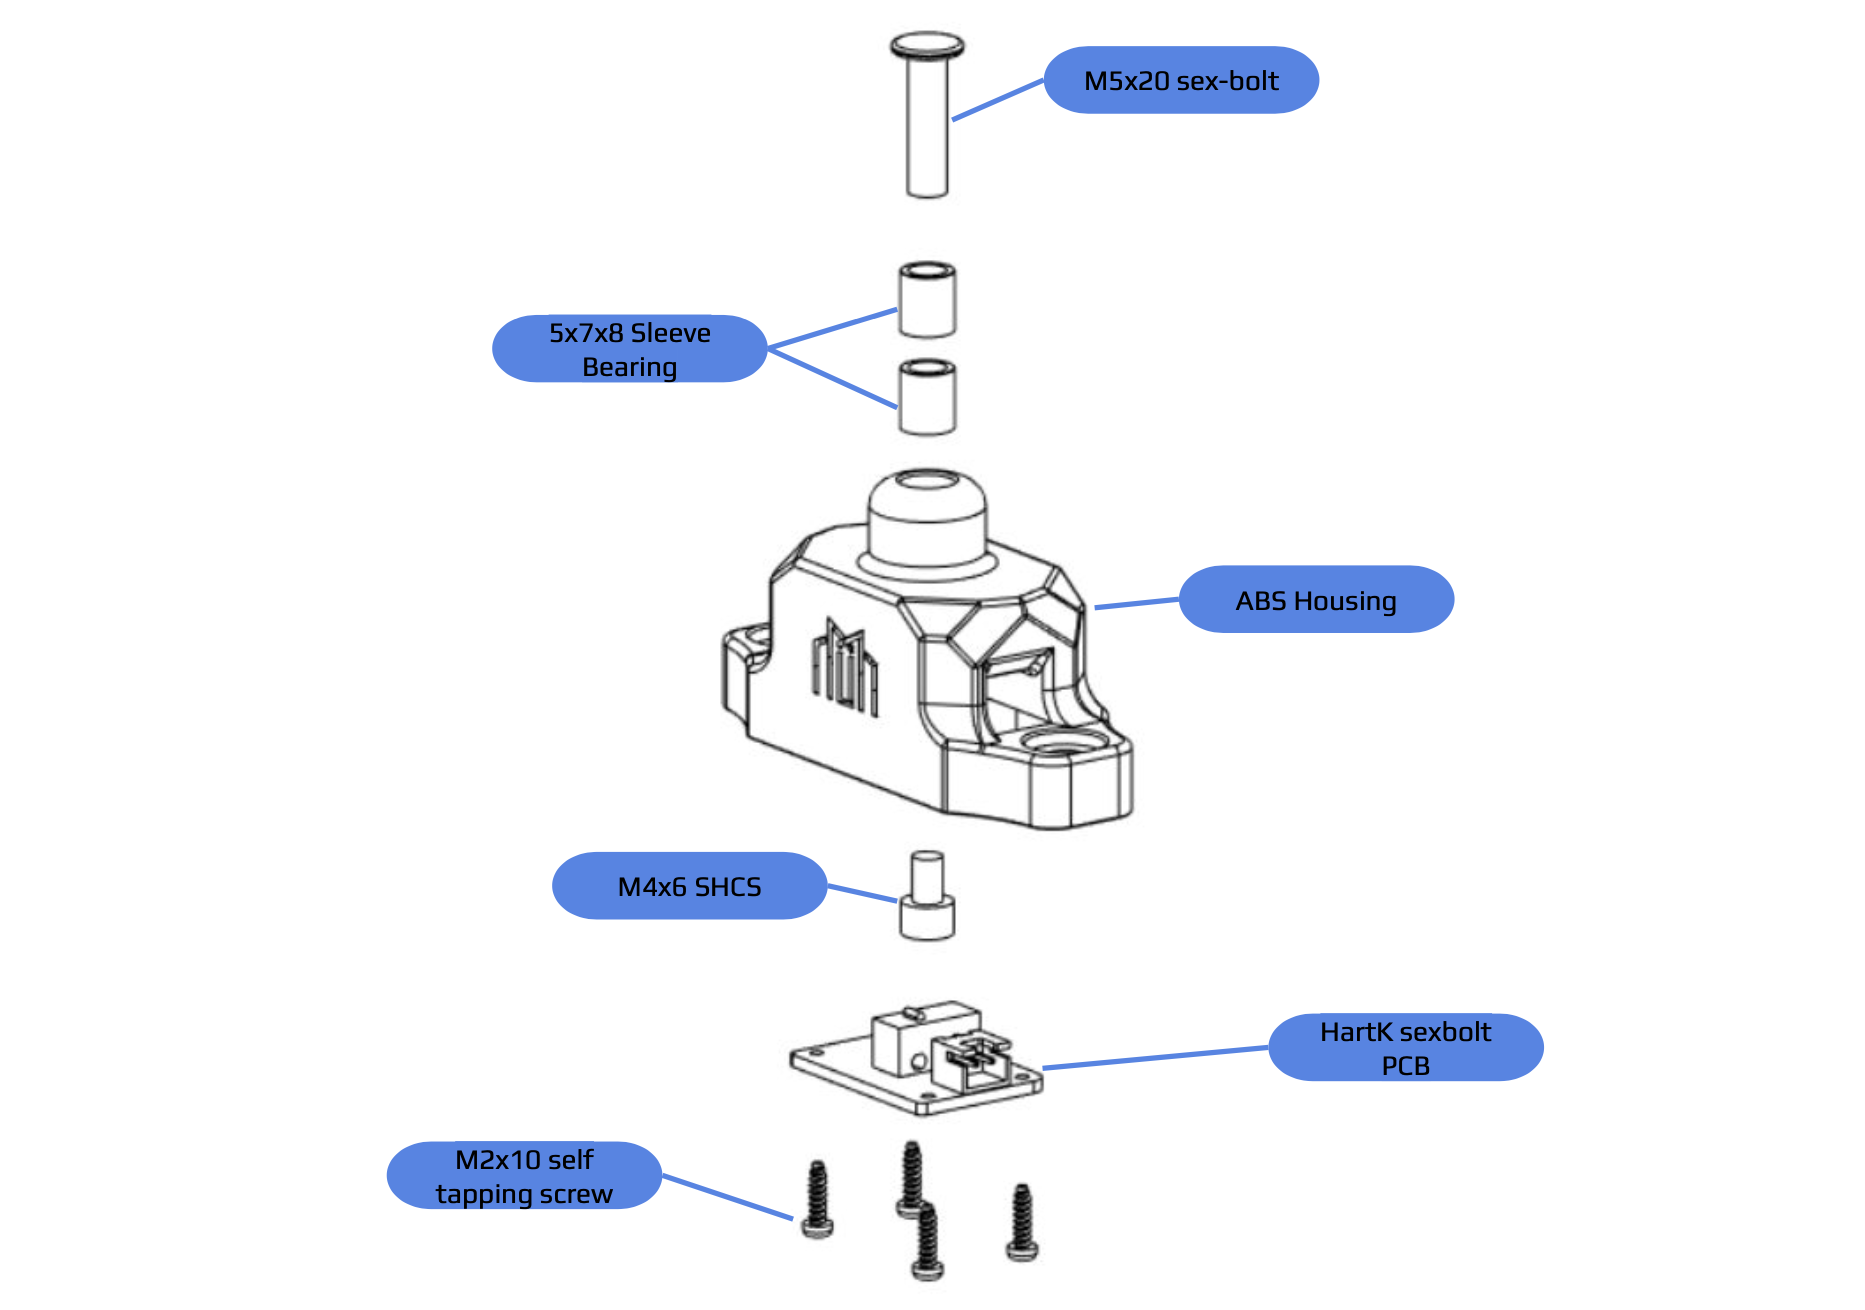 M5x20 sex-bolt
5x7x8 Sleeve
Bearing
ABS Housing
M4x6 SHCS
HartK sexbolt
PCB
M2x10 self
tapping screw